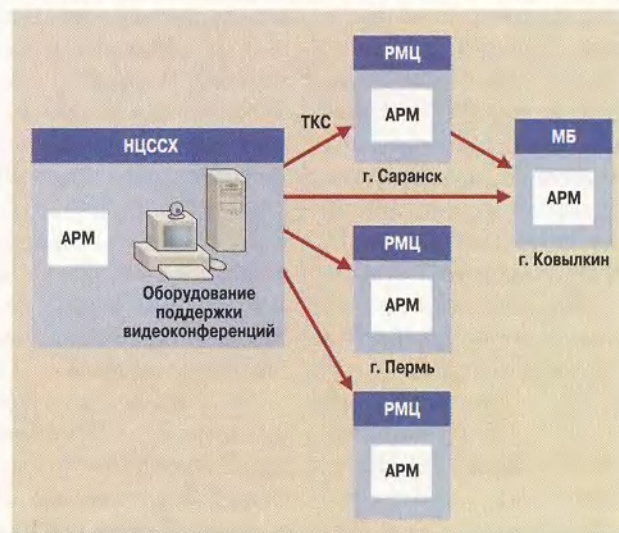 РМЦ
АРМ
г. Саранск
ТКС
НЦССХ
АРМ
Оборудование
поддержки
видеоконференций
МБ
АРМ
г. Ковылкин
РМЦ
АРМ
г. Пермь
РМЦ
АРМ